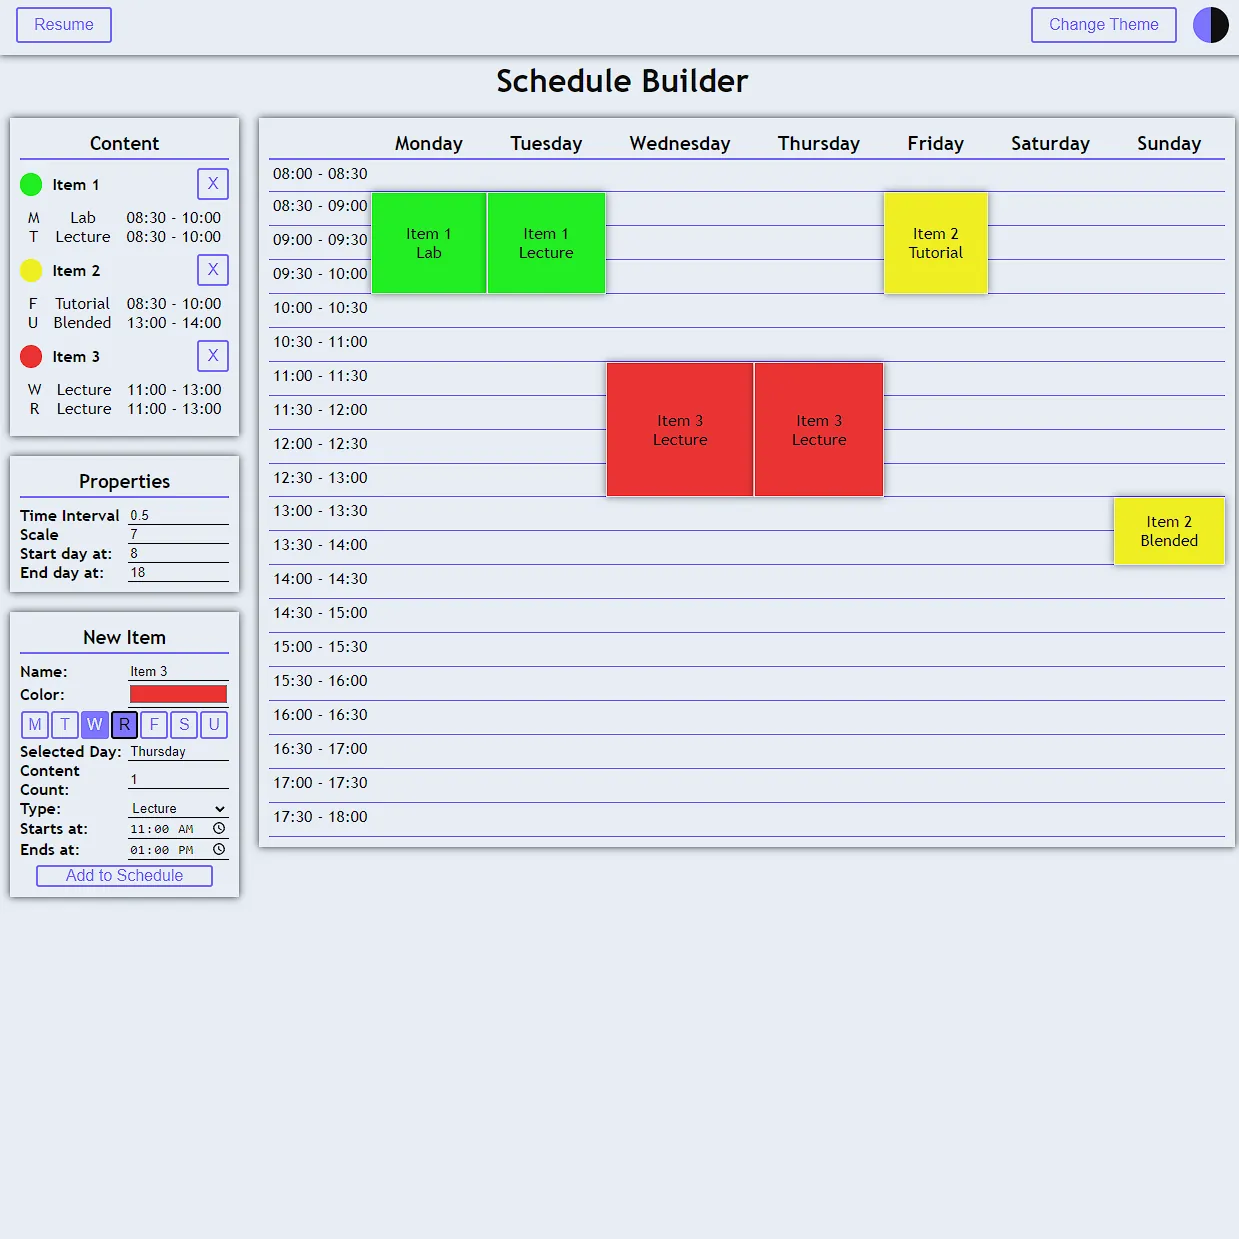 Resume
Change Theme
Schedule Builder
Content
Item 1
X
M Lab 08:30 - 10:00
T Lecture 08:30 - 10:00
Item 2
X
F Tutorial 08:30 - 10:00
U Blended 13:00 - 14:00
Item 3
X
W Lecture 11:00 - 13:00
R Lecture 11:00 - 13:00
Properties
Time Interval 0.5
Scale 7
Start day at: 8
End day at: 18
New Item
Name: Item 3
Color:
M T W R F S U
Selected Day: Thursday
Content
Count: 1
Type: Lecture
Starts at: 11:00 AM
Ends at: 01:00 PM
Add to Schedule
Monday Tuesday Wednesday Thursday Friday Saturday Sunday
08:00 - 08:30
08:30 - 09:00
09:00 - 09:30
09:30 - 10:00
10:00 - 10:30
10:30 - 11:00
11:00 - 11:30
11:30 - 12:00
12:00 - 12:30
12:30 - 13:00
13:00 - 13:30
13:30 - 14:00
14:00 - 14:30
14:30 - 15:00
15:00 - 15:30
15:30 - 16:00
16:00 - 16:30
16:30 - 17:00
17:00 - 17:30
17:30 - 18:00
Item 1
Lab
Item 1
Lecture
Item 2
Tutorial
Item 3
Lecture
Item 3
Lecture
Item 2
Blended